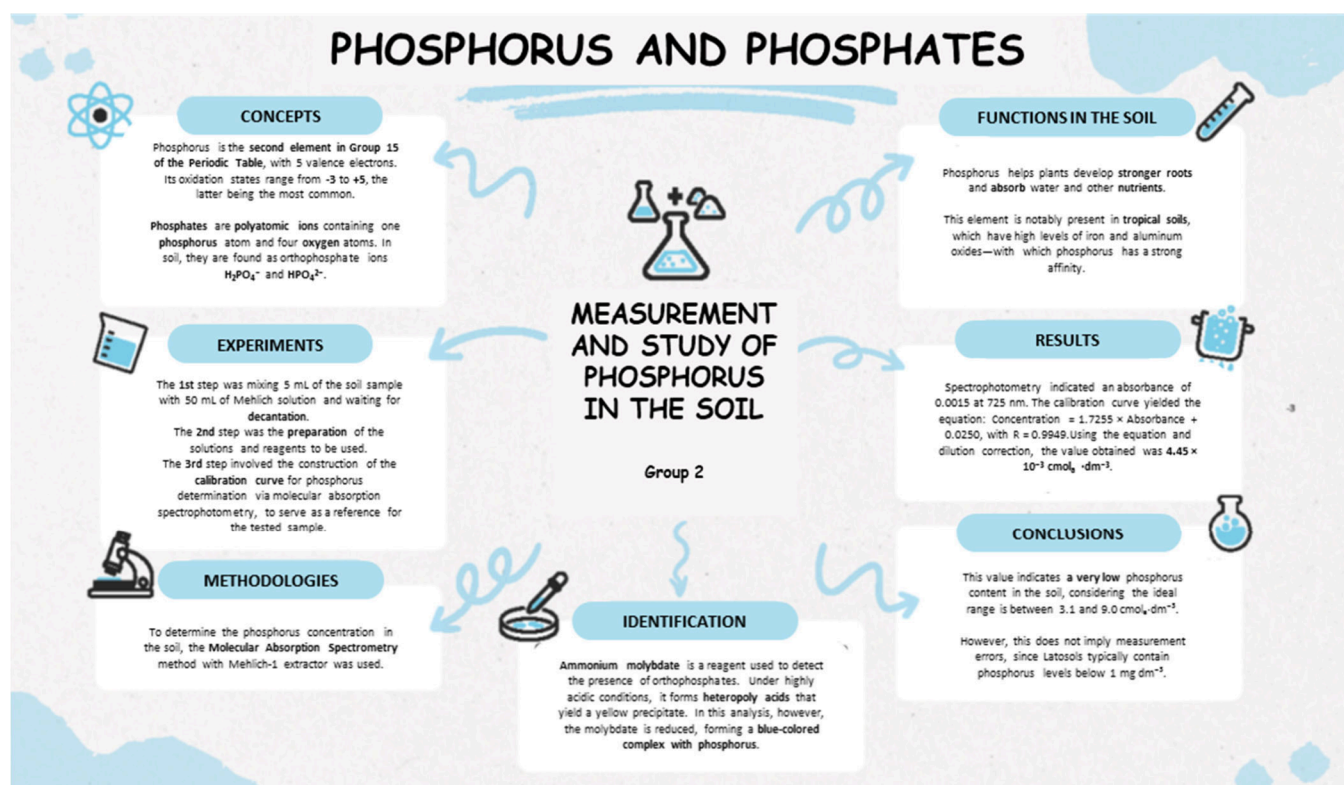 PHOSPHORUS AND PHOSPHATES
CONCEPTS
Phosphorus is the second element in Group 15
of the Periodic Table, with 5 valence electrons.
Its oxidation states range from -3 to +5, the
latter being the most common.
Phosphates are polyatomic ions containing one
phosphorus atom and four oxygen atoms. In
soil, they are found as orthophosphate ions
H₂PO₄⁻ and HPO₄²⁻.
EXPERIMENTS
The 1st step was mixing 5 mL of the soil sample
with 50 mL of Mehlich solution and waiting for
decantation.
The 2nd step was the preparation of the
solutions and reagents to be used.
The 3rd step involved the construction of the
calibration curve for phosphorus
determination via molecular absorption
spectrophotometry, to serve as a reference for
the tested sample.
METHODOLOGIES
To determine the phosphorus concentration in
the soil, the Molecular Absorption Spectrometry
method with Mehlich-1 extractor was used.
MEASUREMENT
AND STUDY OF
PHOSPHORUS
IN THE SOIL
Group 2
IDENTIFICATION
Ammonium molybdate is a reagent used to detect
the presence of orthophosphates. Under highly
acidic conditions, it forms heteropoly acids that
yield a yellow precipitate. In this analysis, however,
the molybdate is reduced, forming a blue-colored
complex with phosphorus.
FUNCTIONS IN THE SOIL
Phosphorus helps plants develop stronger roots
and absorb water and other nutrients.
This element is notably present in tropical soils,
which have high levels of iron and aluminum
oxides—with which phosphorus has a strong
affinity.
RESULTS
Spectrophotometry indicated an absorbance of
0.0015 at 725 nm. The calibration curve yielded the
equation: Concentration = 1.7255 × Absorbance +
0.0250, with R = 0.9949.Using the equation and
dilution correction, the value obtained was 4.45 ×
10⁻³ cmolₑ ·dm⁻³.
-3
CONCLUSIONS
This value indicates a very low phosphorus
content in the soil, considering the ideal
range is between 3.1 and 9.0 cmolₑ·dm⁻³.
However, this does not imply measurement
errors, since Latosols typically contain
phosphorus levels below 1 mg dm⁻³.